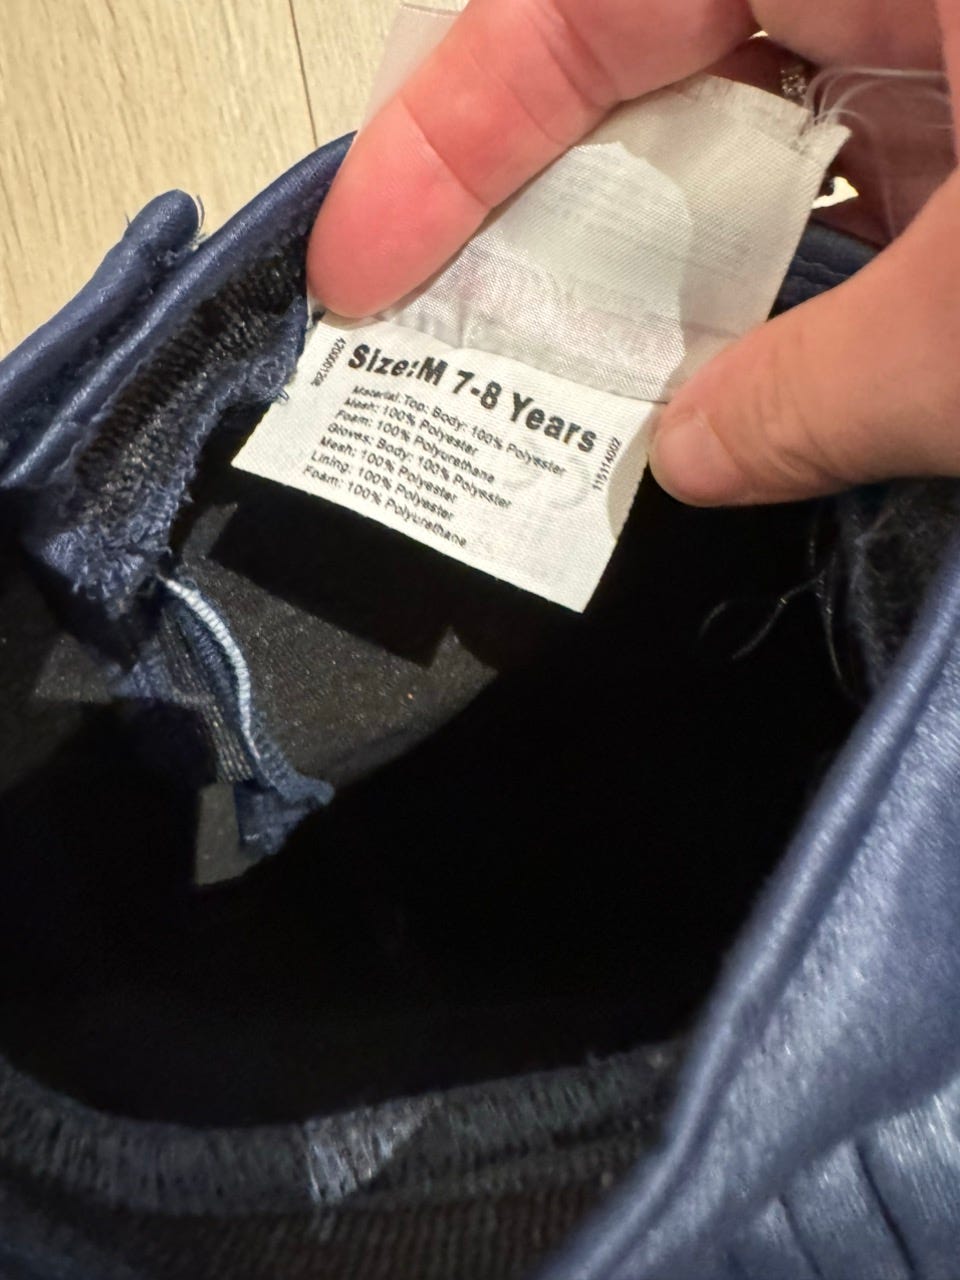 Size:M 7-8 Years
Material:Top: Body: 100% Polyester
Mesh: 100% Polyester
Foam: 100% Polyurethane
Gloves: Body: 100% Polyester
Mesh: 100% Polyester
Lining: 100% Polyester
Foam: 100% Polyurethane